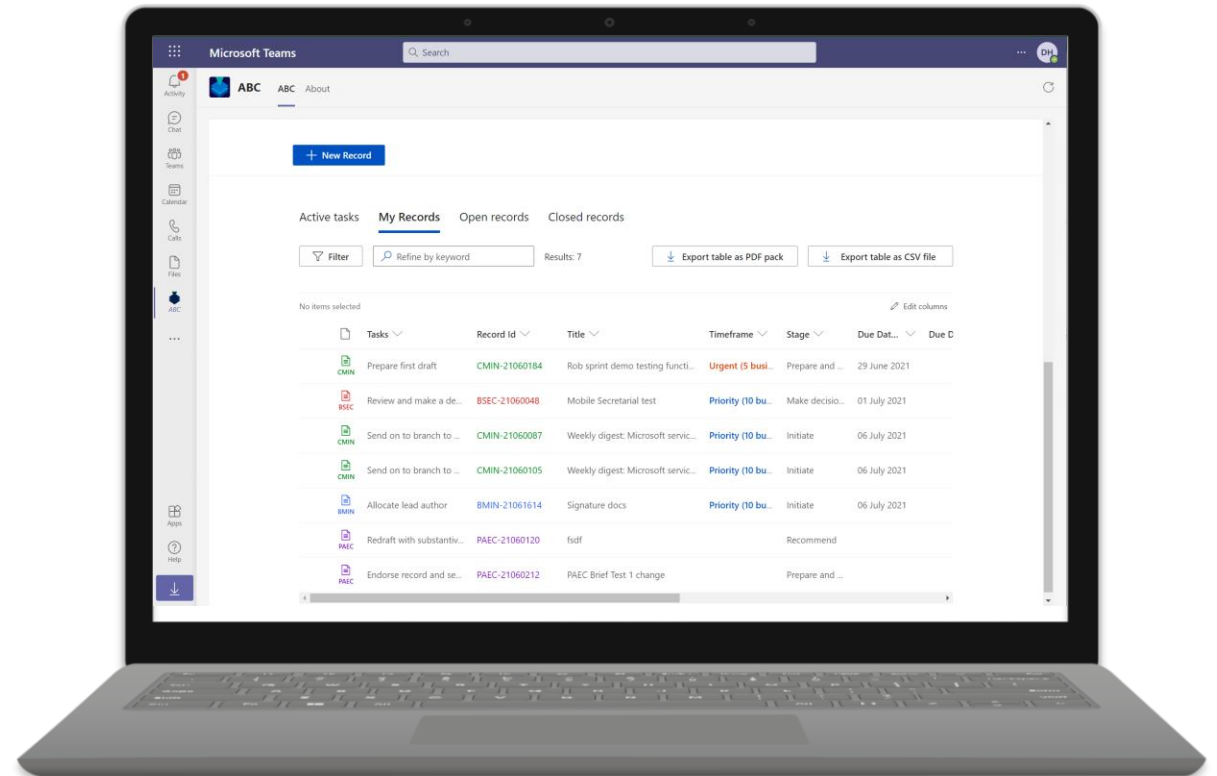 Microsoft Teams
Search
DH
1
Activity
ABC ABC About
Chat
Teams
New Record
Calendar
Calls
Active tasks My Records Open records Closed records
Files
Filter Refine by keyword Results: 7 Export table as PDF pack Export table as CSV file
ABC
No items selected Edit columns
Tasks Record Id Title Timeframe Stage Due Dat... Due D
CMIN Prepare first draft CMIN-21060184 Rob sprint demo testing functi... Urgent (5 busi... Prepare and ... 29 June 2021
BSEC Review and make a de... BSEC-21060048 Mobile Secretarial test Priority (10 bu... Make decisio... 01 July 2021
CMIN Send on to branch to ... CMIN-21060087 Weekly digest: Microsoft servic... Priority (10 bu... Initiate 06 July 2021
CMIN Send on to branch to ... CMIN-21060105 Weekly digest: Microsoft servic... Priority (10 bu... Initiate 06 July 2021
BMIN Allocate lead author BMIN-21061614 Signature docs Priority (10 bu... Initiate 06 July 2021
Apps
PAEC Redraft with substantiv... PAEC-21060120 fsdf Recommend
Help
PAEC Endorse record and se... PAEC-21060212 PAEC Brief Test 1 change Prepare and ...